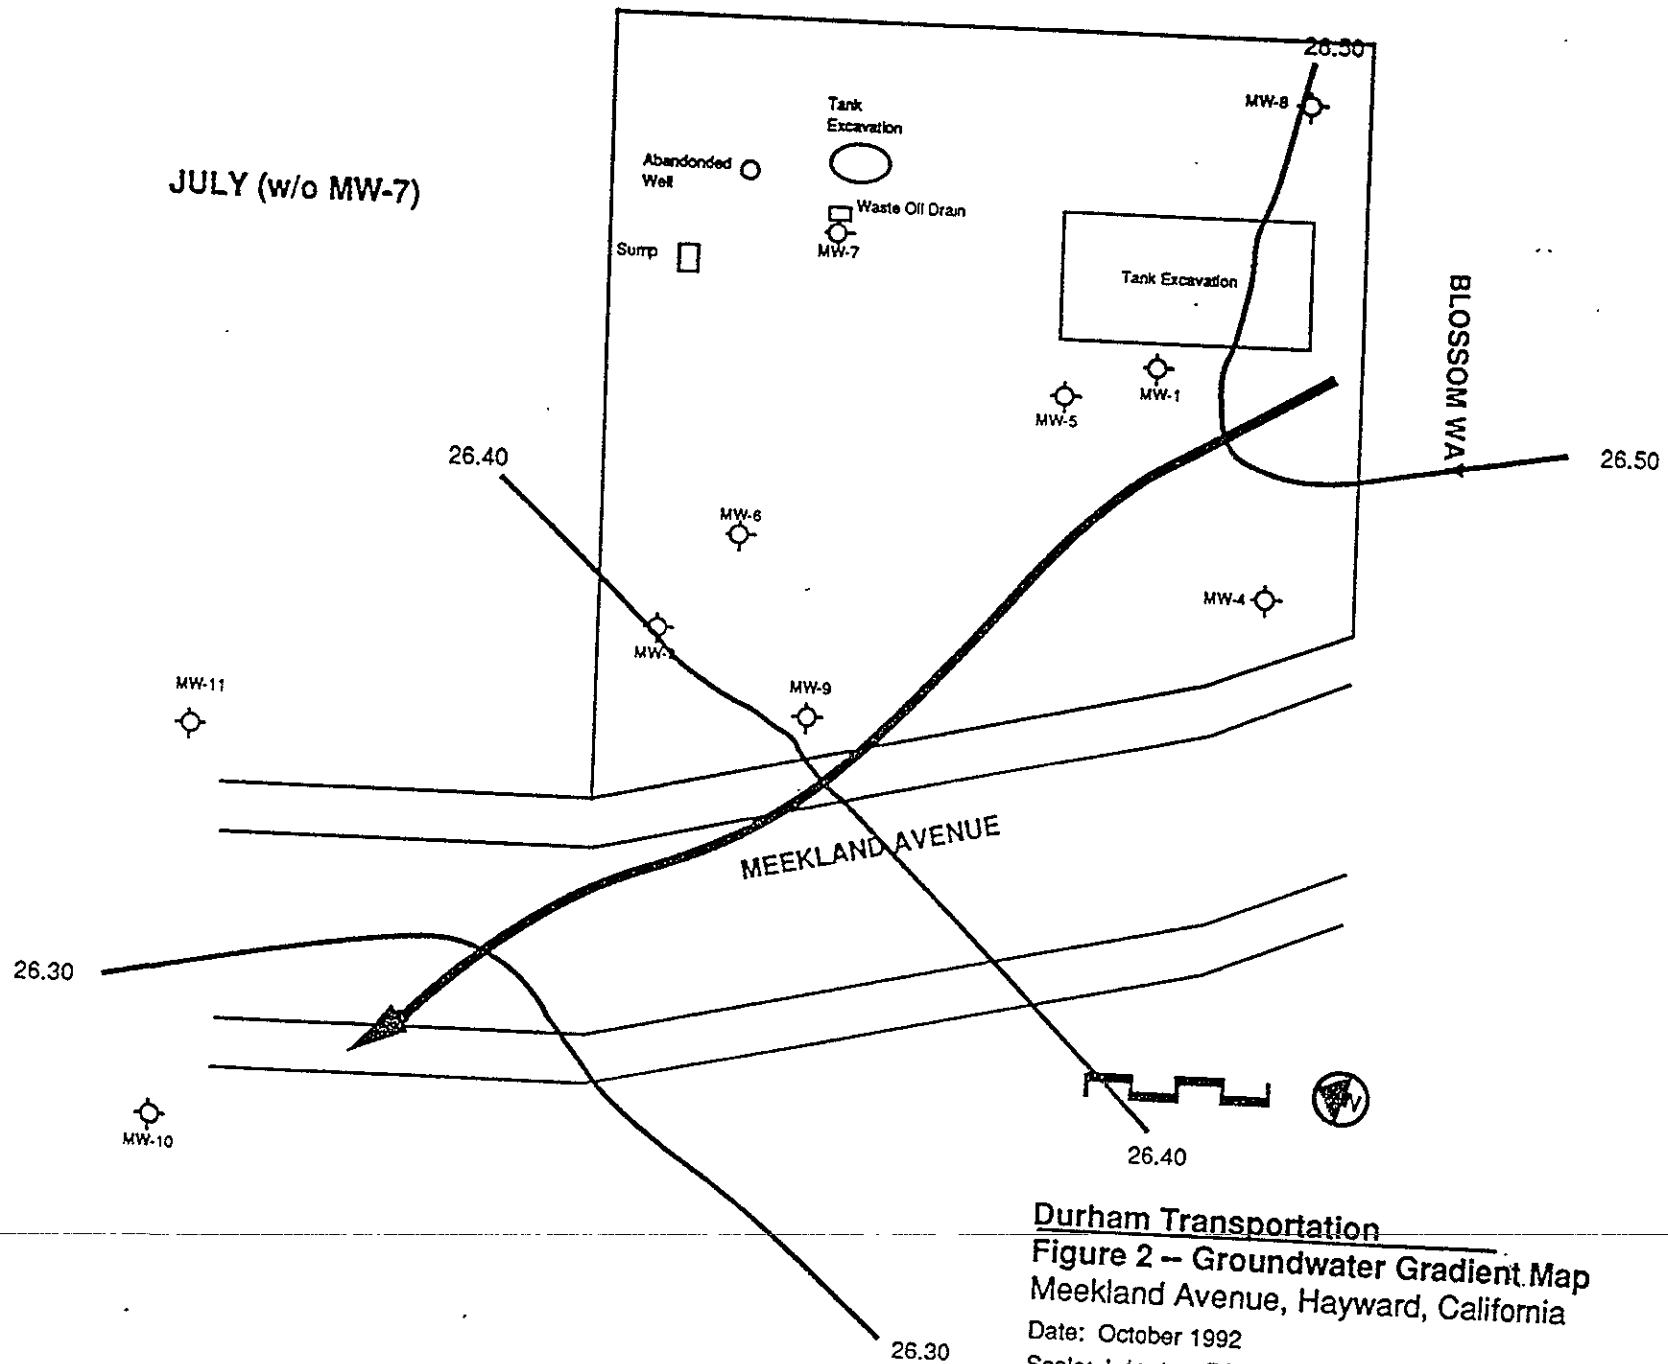 26.50
MW-8
Tank
Excavation
Abandonded
Well
JULY (w/o MW-7)
Waste Oil Drain
MW-7
Sump
Tank Excavation
BLOSSOM WAY
MW-1
MW-5
26.40
26.50
MW-6
MW-4
MW-2
MW-11
MW-9
MEEKLAND AVENUE
26.30
N
MW-10
26.40
Durham Transportation
Figure 2 -- Groundwater Gradient Map
Meekland Avenue, Hayward, California
Date: October 1992
26.30